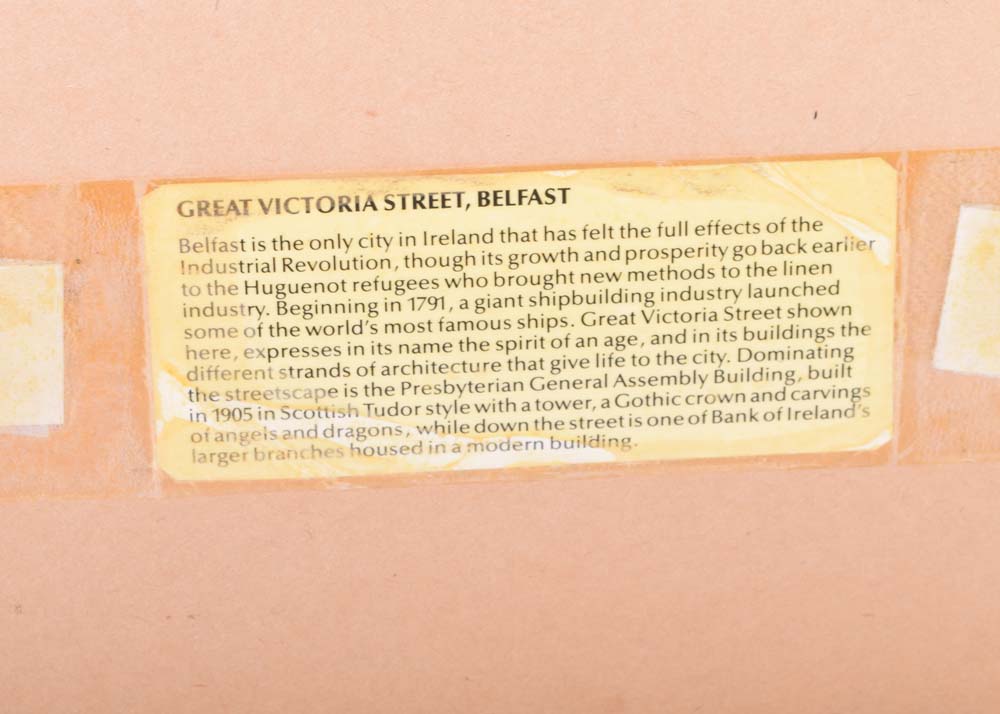 GREAT VICTORIA STREET, BELFAST
Belfast is the only city in Ireland that has felt the full effects of the
Industrial Revolution, though its growth and prosperity go back earlier
to the Huguenot refugees who brought new methods to the linen
industry. Beginning in 1791, a giant shipbuilding industry launched
some of the world's most famous ships. Great Victoria Street shown
here, expresses in its name the spirit of an age, and in its buildings the
different strands of architecture that give life to the city. Dominating
the streetscape is the Presbyterian General Assembly Building, built
in 1905 in Scottish Tudor style with a tower, a Gothic crown and carvings
of angels and dragons, while down the street is one of Bank of Ireland's
larger branches housed in a modern building.